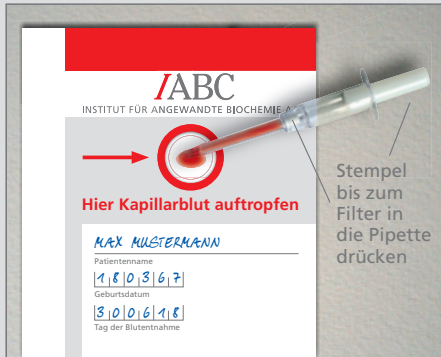 IABC
INSTITUT FÜR ANGEWANDTE BIOCHEMIE A
Hier Kapillarblut auftropfen
MAX MUSTERMANN
Patientenname
180367
Geburtsdatum
300618
Tag der Blutentnahme
Stempel
bis zum
Filter in
die Pipette
drücken